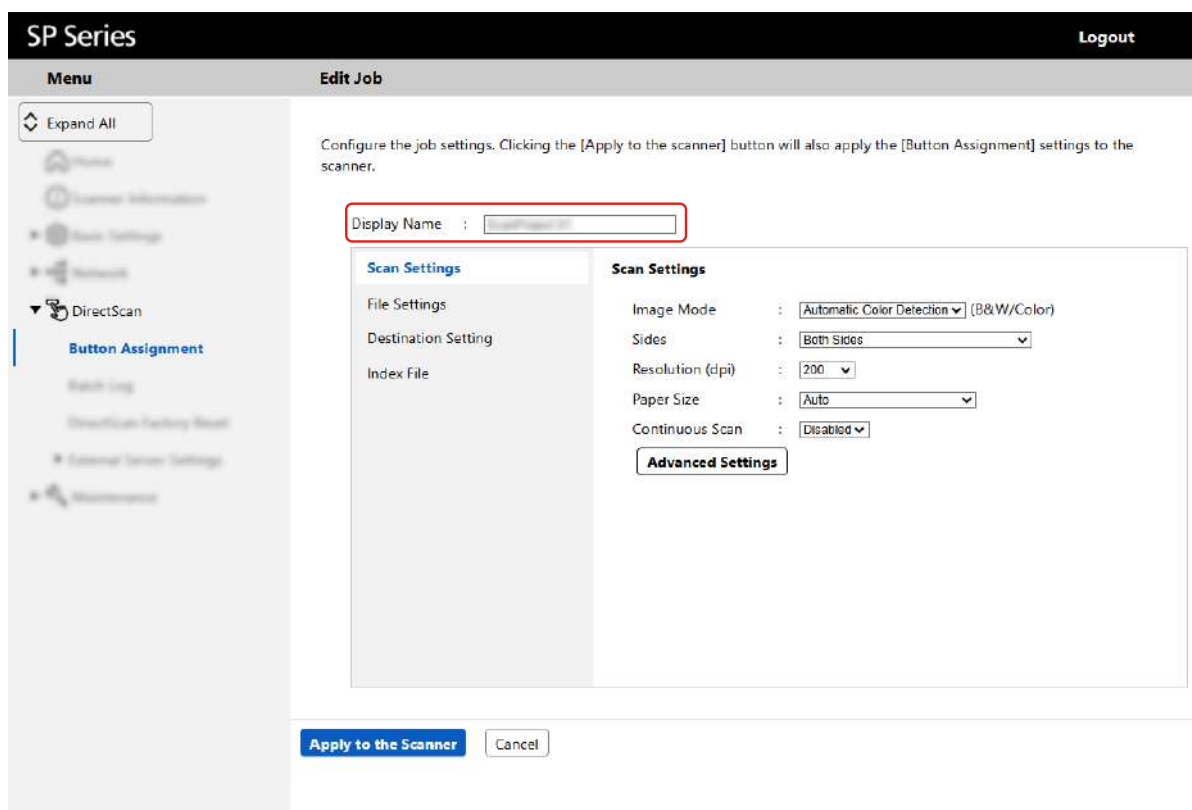 SP Series
Logout
Menu
Edit Job
Expand All
Configure the job settings. Clicking the [Apply to the scanner] button will also apply the [Button Assignment] settings to the
scanner.
Display Name :
Scan Settings
File Settings
Destination Setting
Index File
Scan Settings
Image Mode : Automatic Color Detection (B&W/Color)
Sides : Both Sides
Resolution (dpi) : 200
Paper Size : Auto
Continuous Scan : Disabled
Advanced Settings
DirectScan
Button Assignment
Apply to the Scanner
Cancel